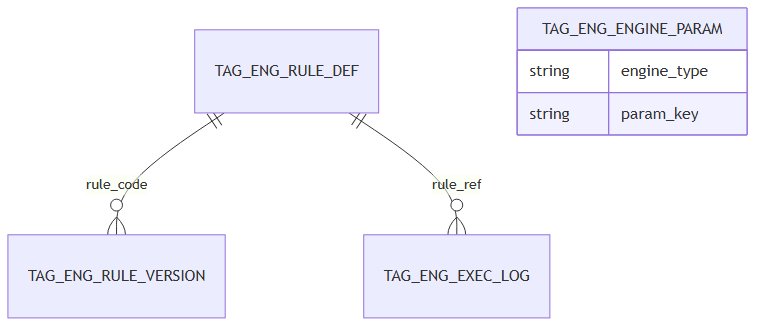 TAG_ENG_RULE_DEF
TAG_ENG_ENGINE_PARAM
string engine_type
string param_key
rule_code
rule_ref
TAG_ENG_RULE_VERSION
TAG_ENG_EXEC_LOG